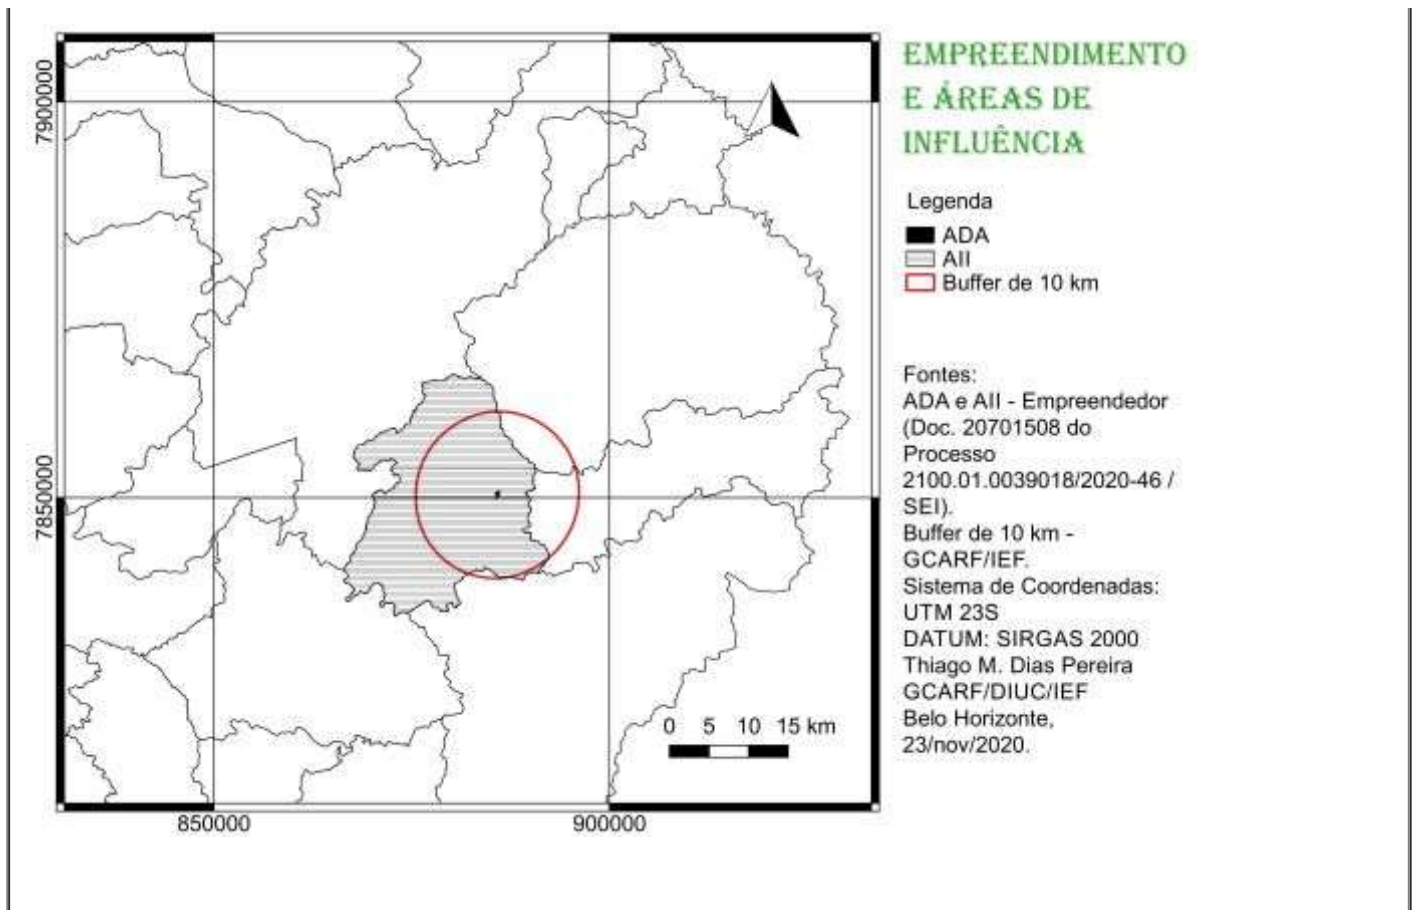 EMPREENDIMENTO
E ÁREAS DE
INFLUÊNCIA
Legenda
ADA
AII
Buffer de 10 km
Fontes:
ADA e AII - Empreendedor
(Doc. 20701508 do
Processo
2100.01.0039018/2020-46 /
SEI).
Buffer de 10 km -
GCARF/IEF.
Sistema de Coordenadas:
UTM 23S
DATUM: SIRGAS 2000
Thiago M. Dias Pereira
GCARF/DIUC/IEF
Belo Horizonte,
23/nov/2020.
7900000
7850000
0 5 10 15 km
850000
900000